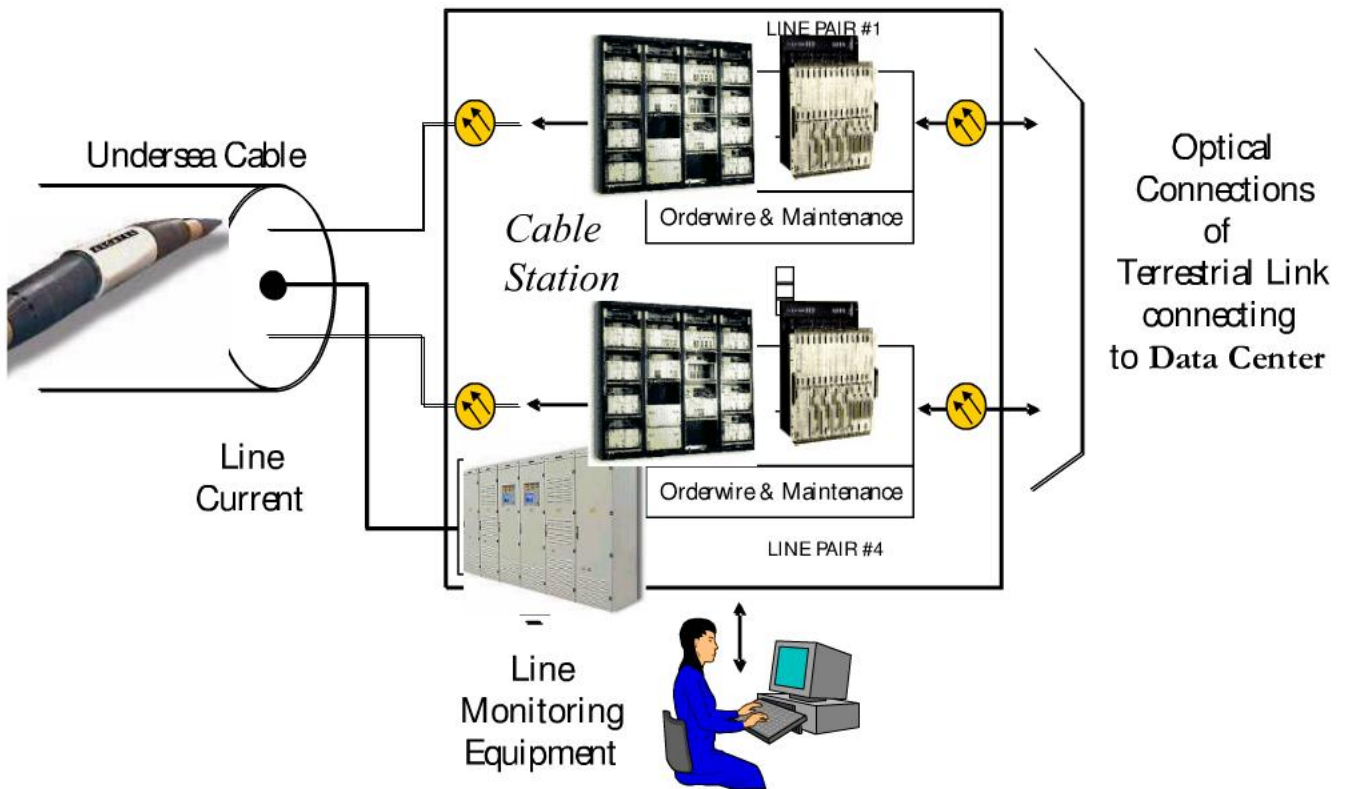 LINE PAIR #1
Undersea Cable
Orderwire & Maintenance
Cable
Station
Optical
Connections
of
Terrestrial Link
connecting
to Data Center
Line
Current
Orderwire & Maintenance
LINE PAIR #4
Line
Monitoring
Equipment